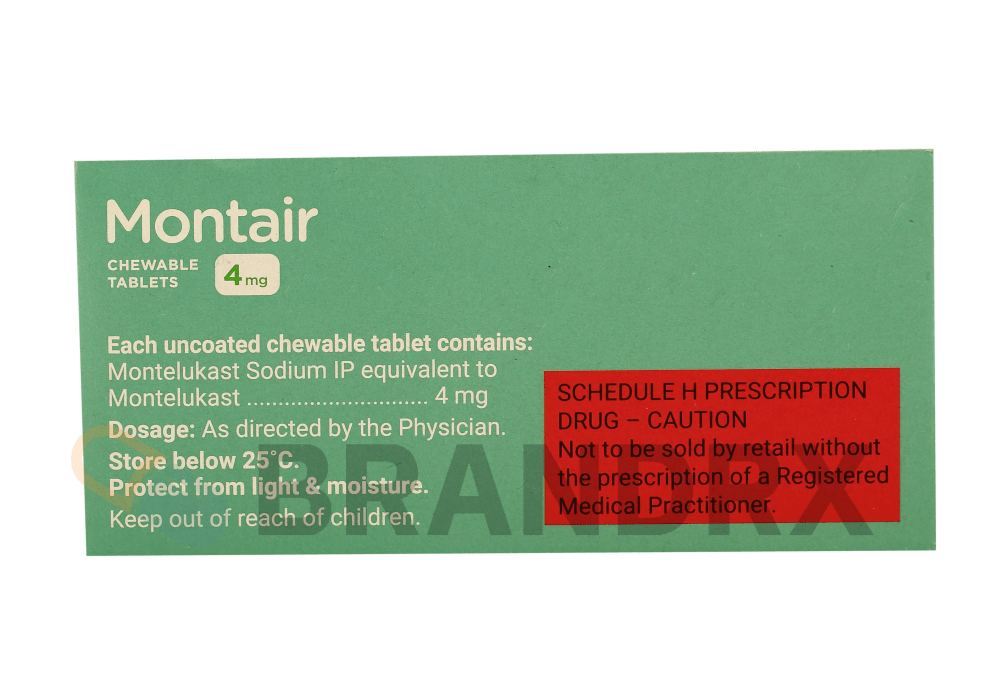 Montair
CHEWABLE
TABLETS
4 mg
Each uncoated chewable tablet contains:
Montelukast Sodium IP equivalent to
Montelukast ............................ 4 mg
Dosage: As directed by the Physician.
Store below 25°C.
Protect from light & moisture.
Keep out of reach of children.
SCHEDULE H PRESCRIPTION
DRUG – CAUTION
Not to be sold by retail without
the prescription of a Registered
Medical Practitioner.
BRANDRX